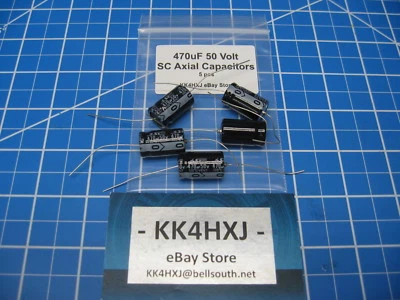 470uF 50 Volt
SC Axial Capacitors
5 pcs
KK4HXJ eBay Store
- KK4HXJ -
eBay Store
KK4HXJ@bellsouth.net